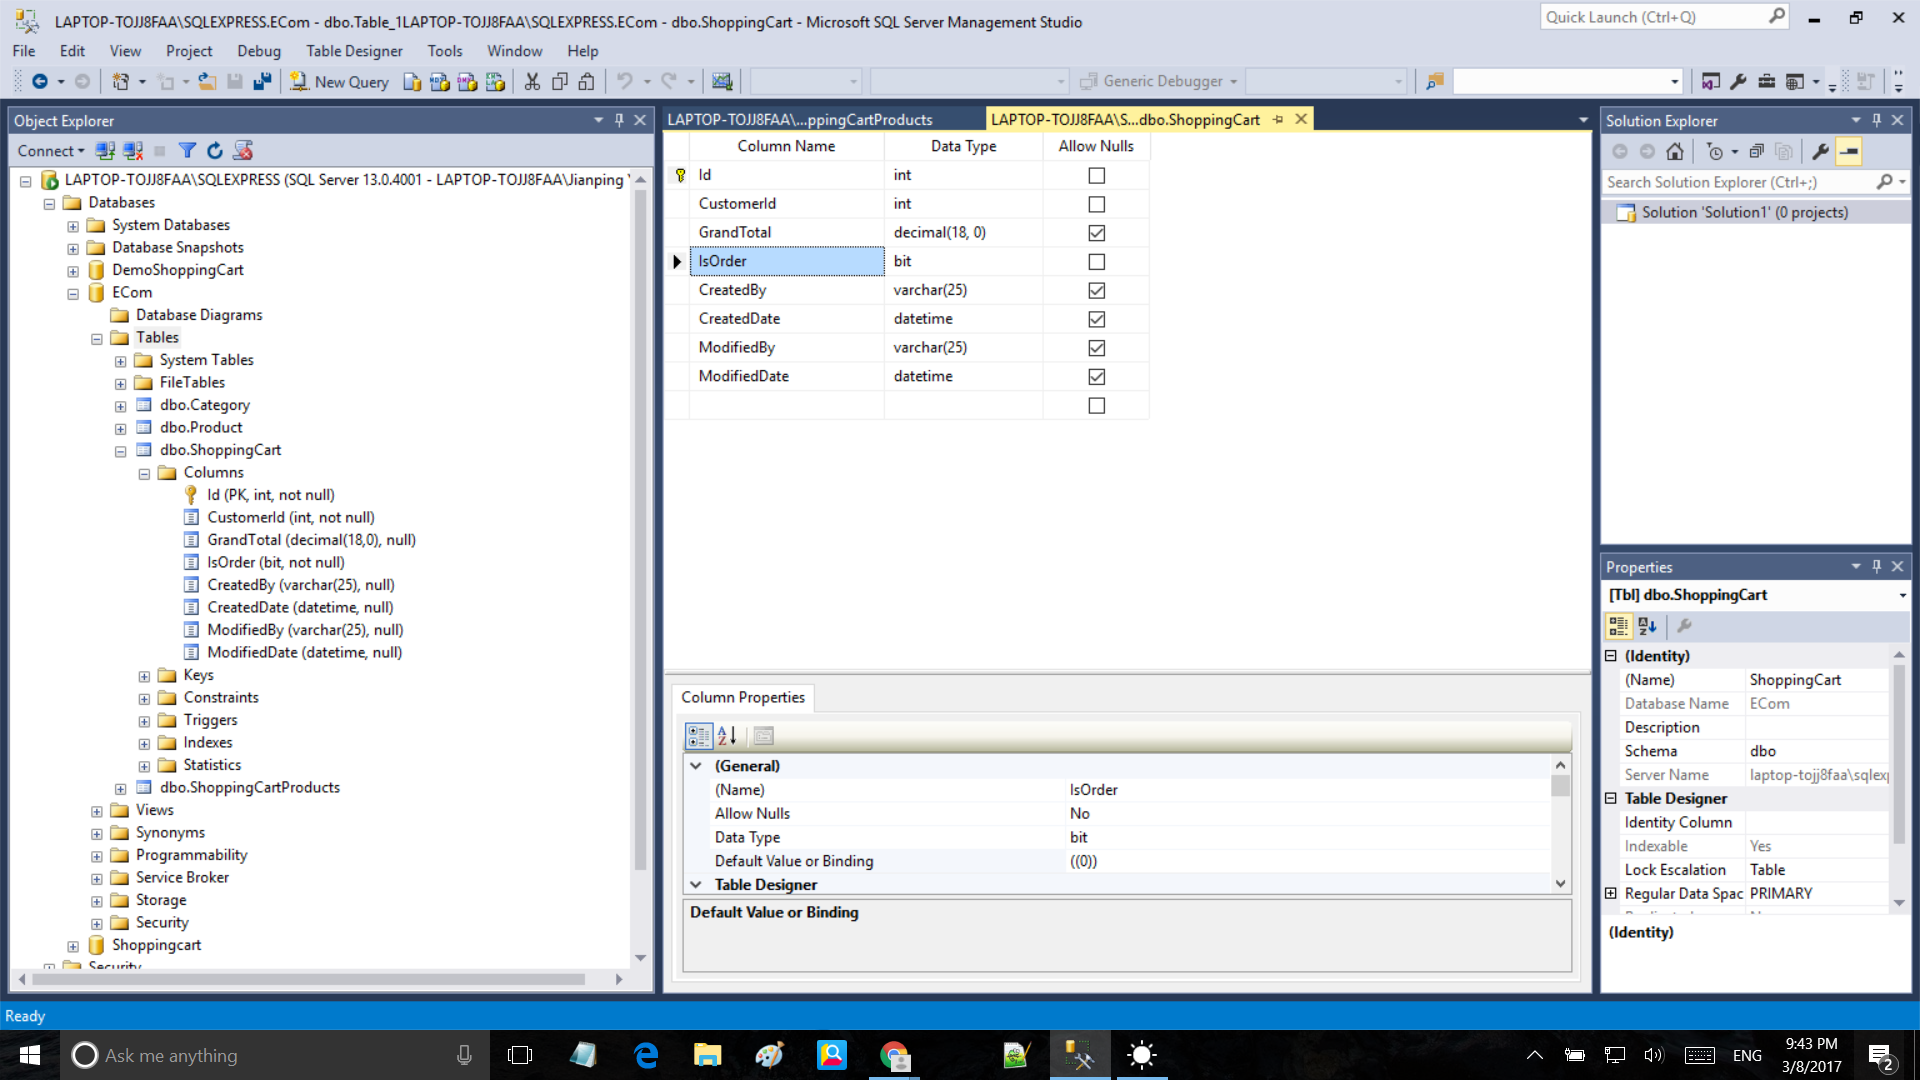 LAPTOP-TOJJ8FAA\SQLEXPRESS.ECom - dbo.Table_1LAPTOP-TOJJ8FAA\SQLEXPRESS.ECom - dbo.ShoppingCart - Microsoft SQL Server Management Studio
Quick Launch (Ctrl+Q)
File Edit View Project Debug Table Designer Tools Window Help
New Query
Generic Debugger
Object Explorer
Connect
LAPTOP-TOJJ8FAA\SQLEXPRESS (SQL Server 13.0.4001 - LAPTOP-TOJJ8FAA\Jianping
Databases
System Databases
Database Snapshots
DemoShoppingCart
ECom
Database Diagrams
Tables
System Tables
FileTables
dbo.Category
dbo.Product
dbo.ShoppingCart
Columns
Id (PK, int, not null)
CustomerId (int, not null)
GrandTotal (decimal(18,0), null)
IsOrder (bit, not null)
CreatedBy (varchar(25), null)
CreatedDate (datetime, null)
ModifiedBy (varchar(25), null)
ModifiedDate (datetime, null)
Keys
Constraints
Triggers
Indexes
Statistics
dbo.ShoppingCartProducts
Views
Synonyms
Programmability
Service Broker
Storage
Security
Shoppingcart
Security
LAPTOP-TOJJ8FAA\...ppingCartProducts
LAPTOP-TOJJ8FAA\S...dbo.ShoppingCart
Column Name Data Type Allow Nulls
Id int
CustomerId int
GrandTotal decimal(18, 0)
IsOrder bit
CreatedBy varchar(25)
CreatedDate datetime
ModifiedBy varchar(25)
ModifiedDate datetime
Column Properties
(General)
(Name) IsOrder
Allow Nulls No
Data Type bit
Default Value or Binding ((0))
Table Designer
Default Value or Binding
Solution Explorer
Search Solution Explorer (Ctrl+;)
Solution 'Solution1' (0 projects)
Properties
[Tbl] dbo.ShoppingCart
(Identity)
(Name) ShoppingCart
Database Name ECom
Description
Schema dbo
Server Name laptop-tojj8faa\sqlexp
Table Designer
Identity Column
Indexable Yes
Lock Escalation Table
Regular Data Spac PRIMARY
(Identity)
Ready
Ask me anything
ENG
9:43 PM
3/8/2017
2